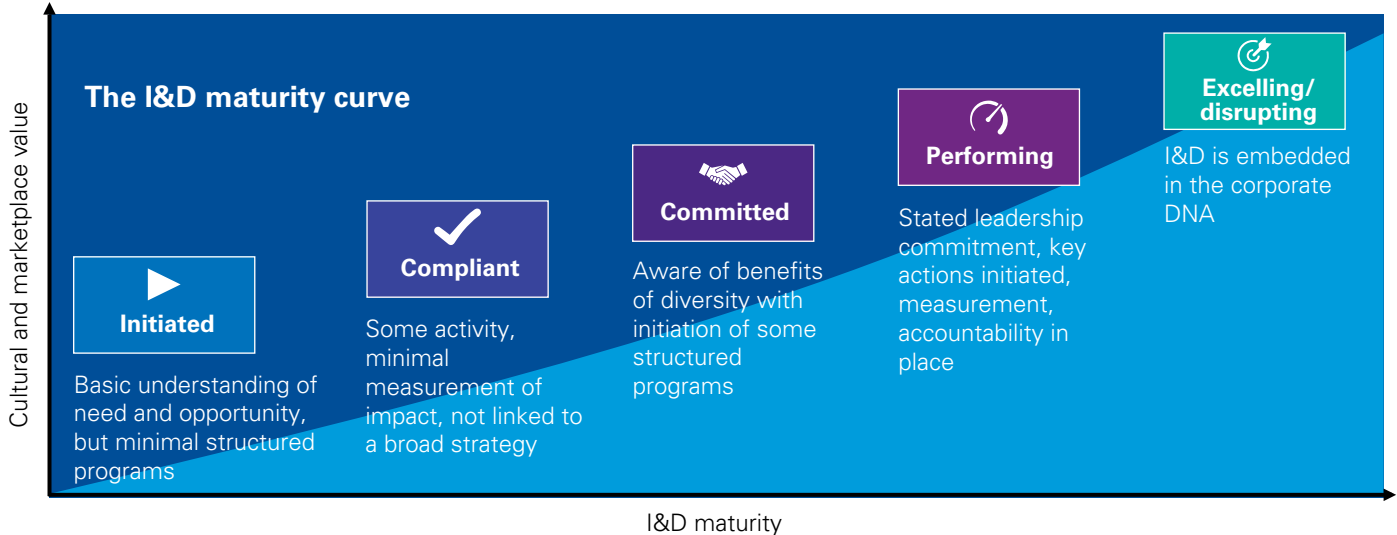 The I&D maturity curve
Cultural and marketplace value
Initiated
Basic understanding of
need and opportunity,
but minimal structured
programs
Compliant
Some activity,
minimal
measurement of
impact, not linked to
a broad strategy
Committed
Aware of benefits
of diversity with
initiation of some
structured
programs
Performing
Stated leadership
commitment, key
actions initiated,
measurement,
accountability in
place
Excelling/
disrupting
I&D is embedded
in the corporate
DNA
I&D maturity